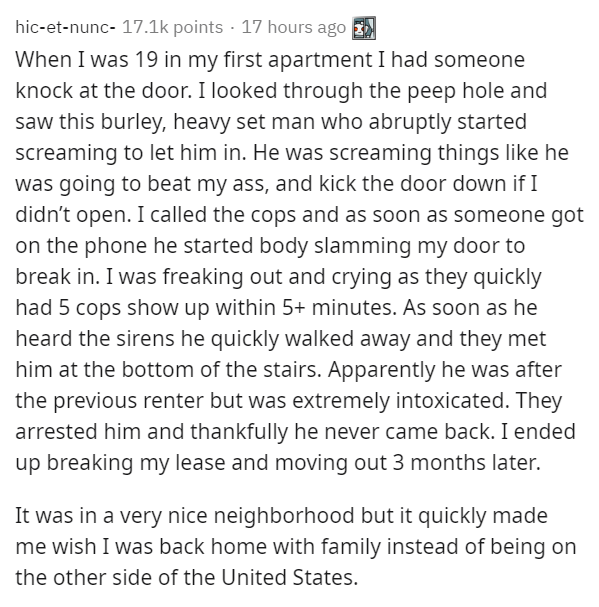 hic-et-nunc- 17.1k points · 17 hours ago
When I was 19 in my first apartment I had someone
knock at the door. I looked through the peep hole and
saw this burley, heavy set man who abruptly started
screaming to let him in. He was screaming things like he
was going to beat my ass, and kick the door down if I
didn’t open. I called the cops and as soon as someone got
on the phone he started body slamming my door to
break in. I was freaking out and crying as they quickly
had 5 cops show up within 5+ minutes. As soon as he
heard the sirens he quickly walked away and they met
him at the bottom of the stairs. Apparently he was after
the previous renter but was extremely intoxicated. They
arrested him and thankfully he never came back. I ended
up breaking my lease and moving out 3 months later.
It was in a very nice neighborhood but it quickly made
me wish I was back home with family instead of being on
the other side of the United States.